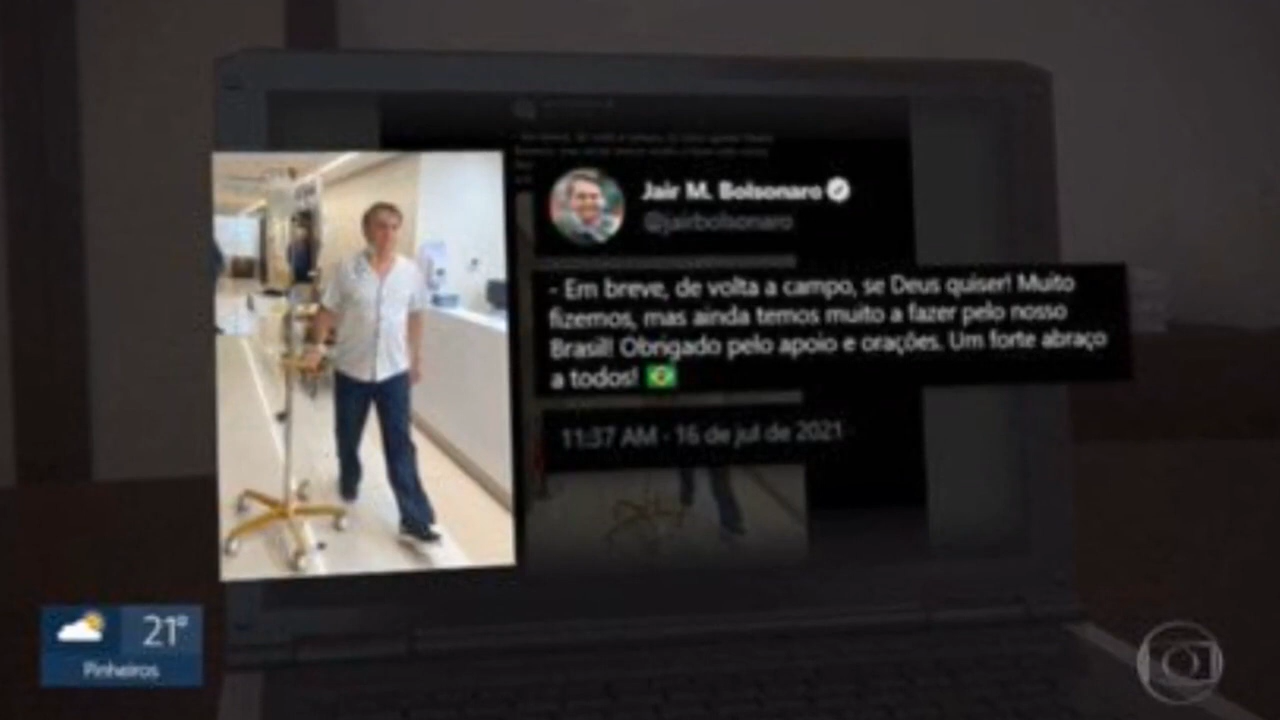 Jair M. Bolsonaro
@jairbolsonaro
- Em breve, de volta a campo, se Deus quiser! Muito
fizemos, mas ainda temos muito a fazer pelo nosso
Brasil! Obrigado pelo apoio e orações. Um forte abraço
a todos! 🇧🇷
11:37 AM · 16 de jul de 2021
21°
Pinheiros